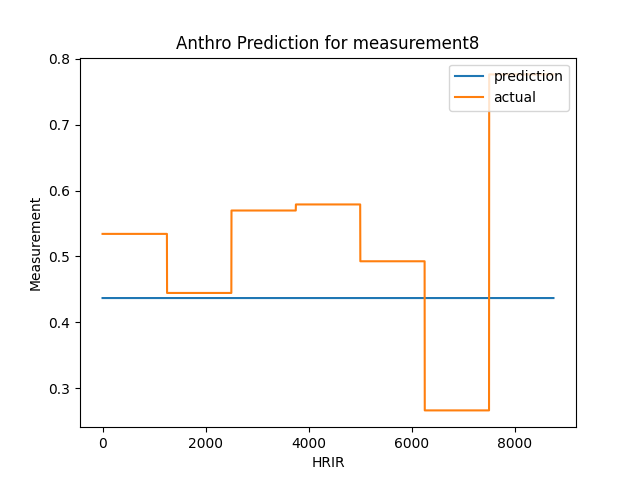 Anthro Prediction for measurement8
prediction
actual
0.8
0.7
0.6
0.5
0.4
0.3
Measurement
0
2000
4000
6000
8000
HRIR